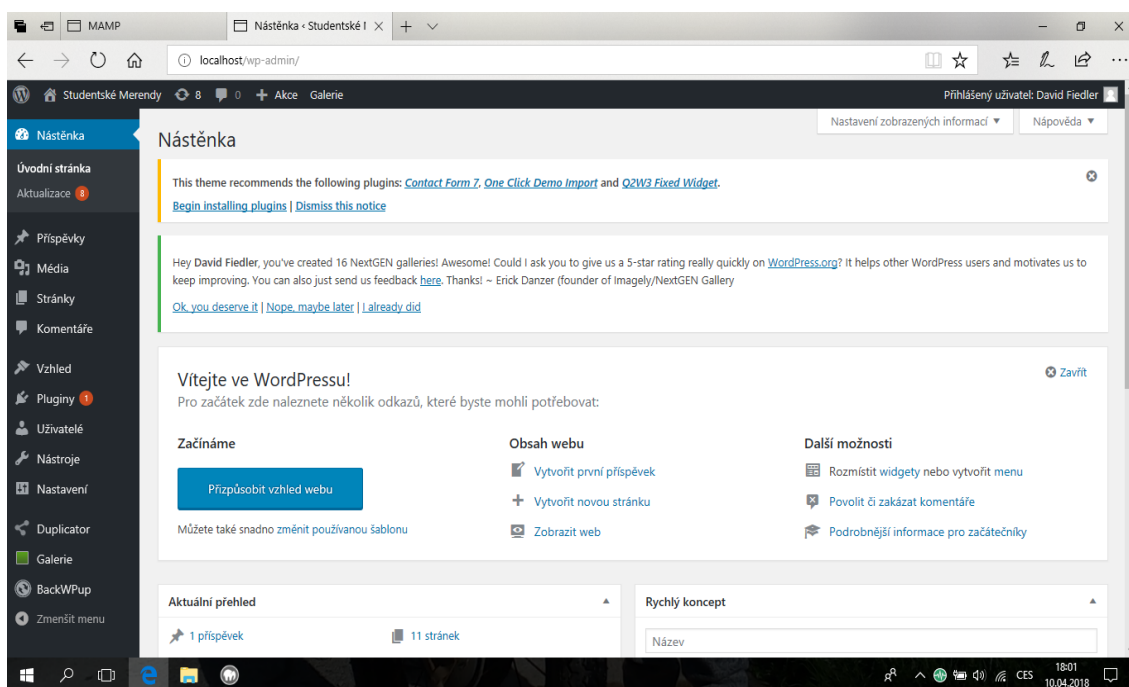 MAMP
Nástěnka ‹ Studentské I
localhost/wp-admin/
Studentské Merendy 8 0 Akce Galerie Přihlášený uživatel: David Fiedler
Nastavení zobrazených informací Nápověda
Nástěnka
Úvodní stránka
Aktualizace 8
Příspěvky
Média
Stránky
Komentáře
Vzhled
Pluginy 1
Uživatelé
Nástroje
Nastavení
Duplicator
Galerie
BackWPup
Zmenšit menu
Nástěnka
This theme recommends the following plugins: Contact Form 7, One Click Demo Import and Q2W3 Fixed Widget.
Begin installing plugins | Dismiss this notice
Hey David Fiedler, you've created 16 NextGEN galleries! Awesome! Could I ask you to give us a 5-star rating really quickly on WordPress.org? It helps other WordPress users and motivates us to
keep improving. You can also just send us feedback here. Thanks! ~ Erick Danzer (founder of Imagely/NextGEN Gallery
Ok, you deserve it | Nope, maybe later | I already did
Vítejte ve WordPressu!
Zavřít
Pro začátek zde naleznete několik odkazů, které byste mohli potřebovat:
Začínáme
Přizpůsobit vzhled webu
Můžete také snadno změnit používanou šablonu
Obsah webu
Vytvořit první příspěvek
Vytvořit novou stránku
Zobrazit web
Další možnosti
Rozmístit widgety nebo vytvořit menu
Povolit či zakázat komentáře
Podrobnější informace pro začátečníky
Aktuální přehled
1 příspěvek
11 stránek
Rychlý koncept
Název
CES
18:01
10.04.2018